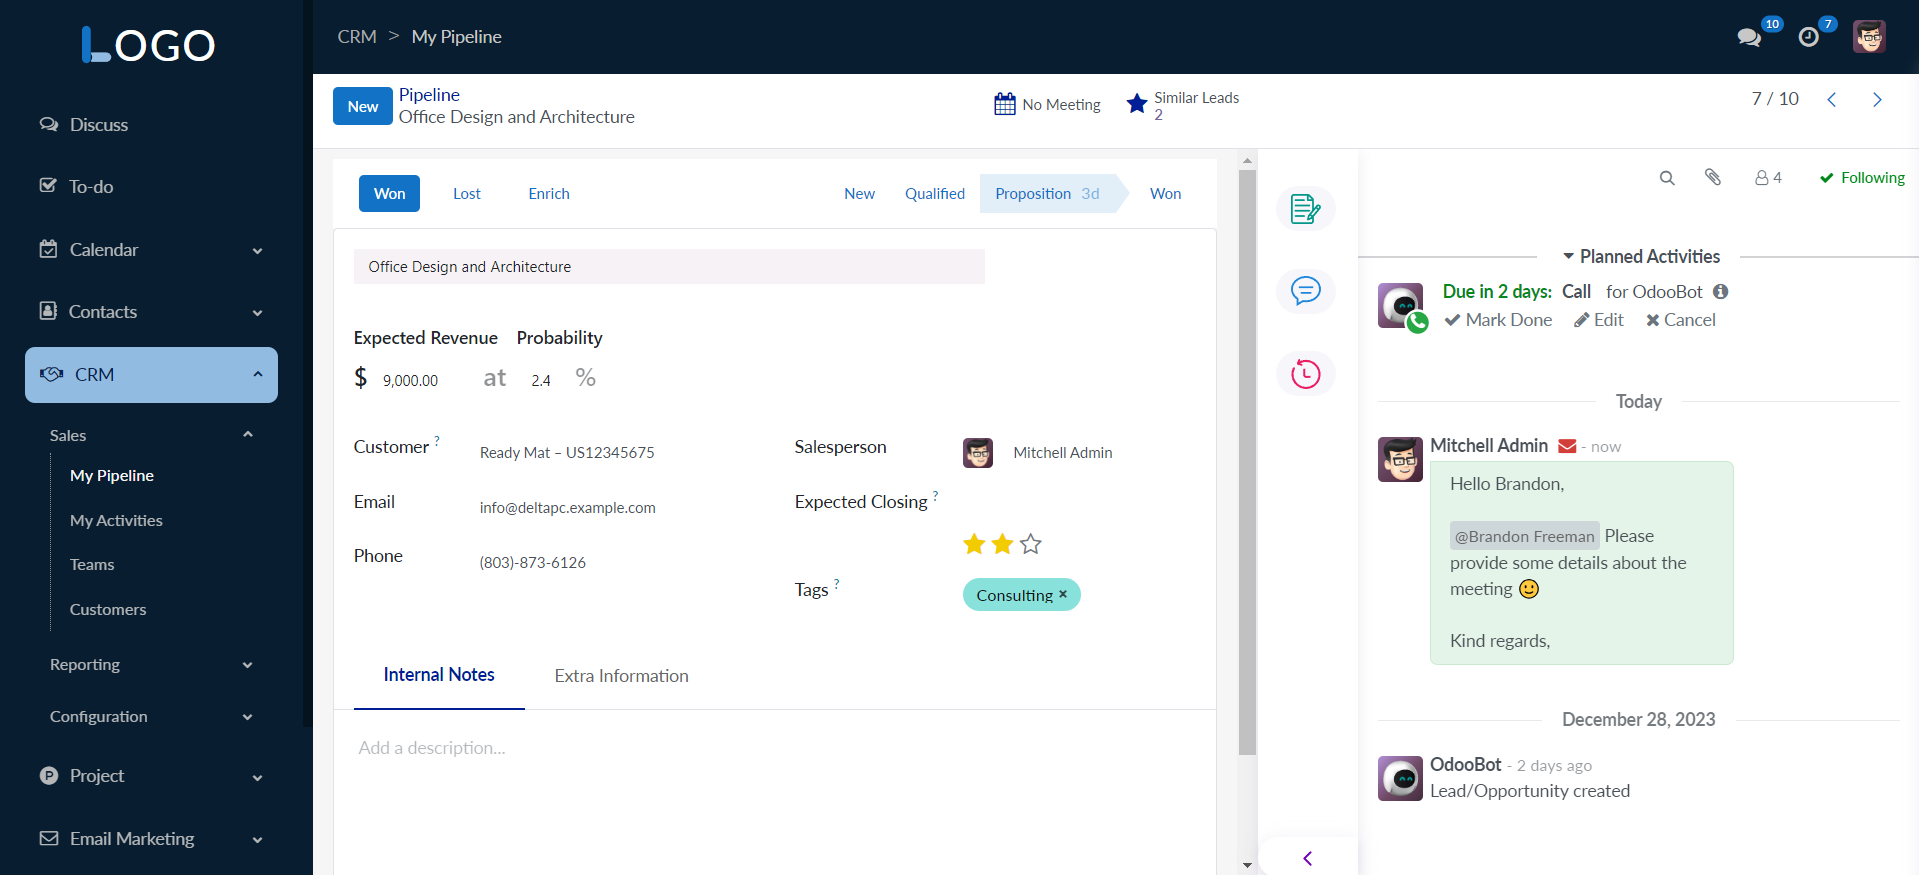 LOGO
Discuss
To-do
Calendar
Contacts
CRM
Sales
My Pipeline
My Activities
Teams
Customers
Reporting
Configuration
Project
Email Marketing
CRM > My Pipeline
10
7
New
Pipeline
Office Design and Architecture
No Meeting
Similar Leads
2
7 / 10
Won Lost Enrich
New Qualified Proposition 3d Won
Office Design and Architecture
Expected Revenue Probability
$ 9,000.00 at 2.4 %
Customer ? Ready Mat – US12345675
Email info@deltapc.example.com
Phone (803)-873-6126
Salesperson Mitchell Admin
Expected Closing ?
Tags ? Consulting ×
Internal Notes Extra Information
Add a description...
4 Following
Planned Activities
Due in 2 days: Call for OdooBot
Mark Done Edit Cancel
Today
Mitchell Admin - now
Hello Brandon,
@Brandon Freeman Please
provide some details about the
meeting
Kind regards,
December 28, 2023
OdooBot - 2 days ago
Lead/Opportunity created